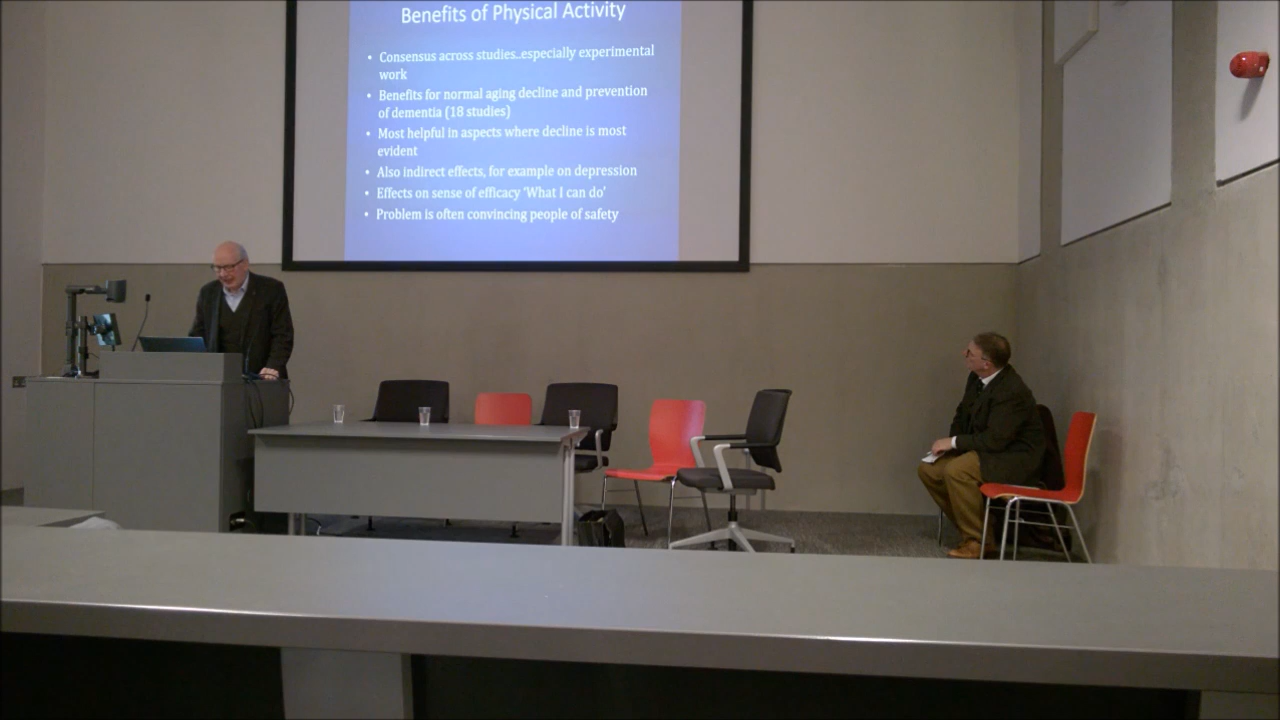 Benefits of Physical Activity
• Consensus across studies..especially experimental
work
• Benefits for normal aging decline and prevention
of dementia (18 studies)
• Most helpful in aspects where decline is most
evident
• Also indirect effects, for example on depression
• Effects on sense of efficacy 'What I can do'
• Problem is often convincing people of safety